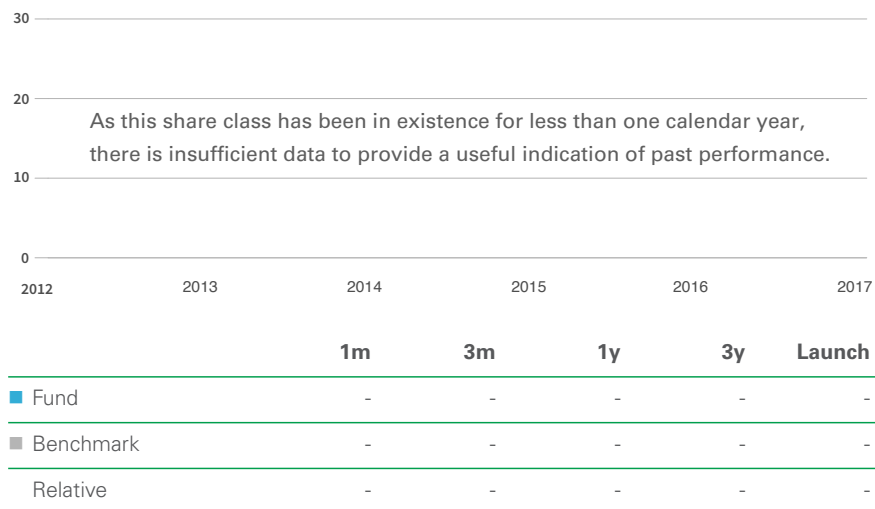 30
20
As this share class has been in existence for less than one calendar year,
there is insufficient data to provide a useful indication of past performance.
10
0
2012 2013 2014 2015 2016 2017
1m 3m 1y 3y Launch
Fund - - - - -
Benchmark - - - - -
Relative - - - - -